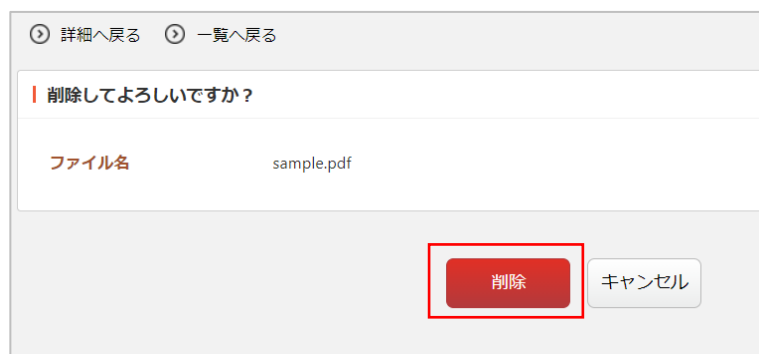 詳細へ戻る 一覧へ戻る
削除してよろしいですか？
ファイル名 sample.pdf
削除 キャンセル